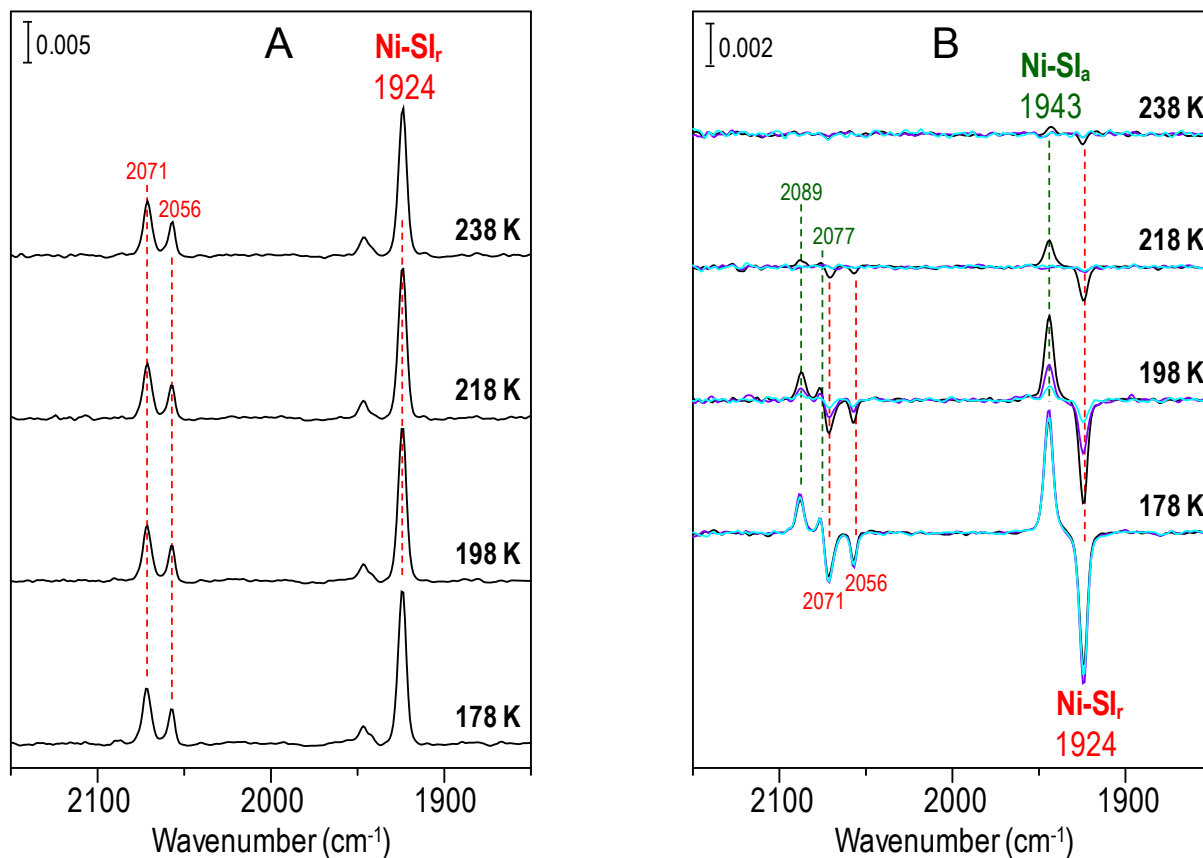 0.005
A
Ni-SIr
1924
2071
2056
238 K
218 K
198 K
178 K
2100
2000
1900
Wavenumber (cm-1)
0.002
B
Ni-SIa
1943
238 K
2089
2077
218 K
198 K
178 K
2071
2056
Ni-SIr
1924
2100
2000
1900
Wavenumber (cm-1)